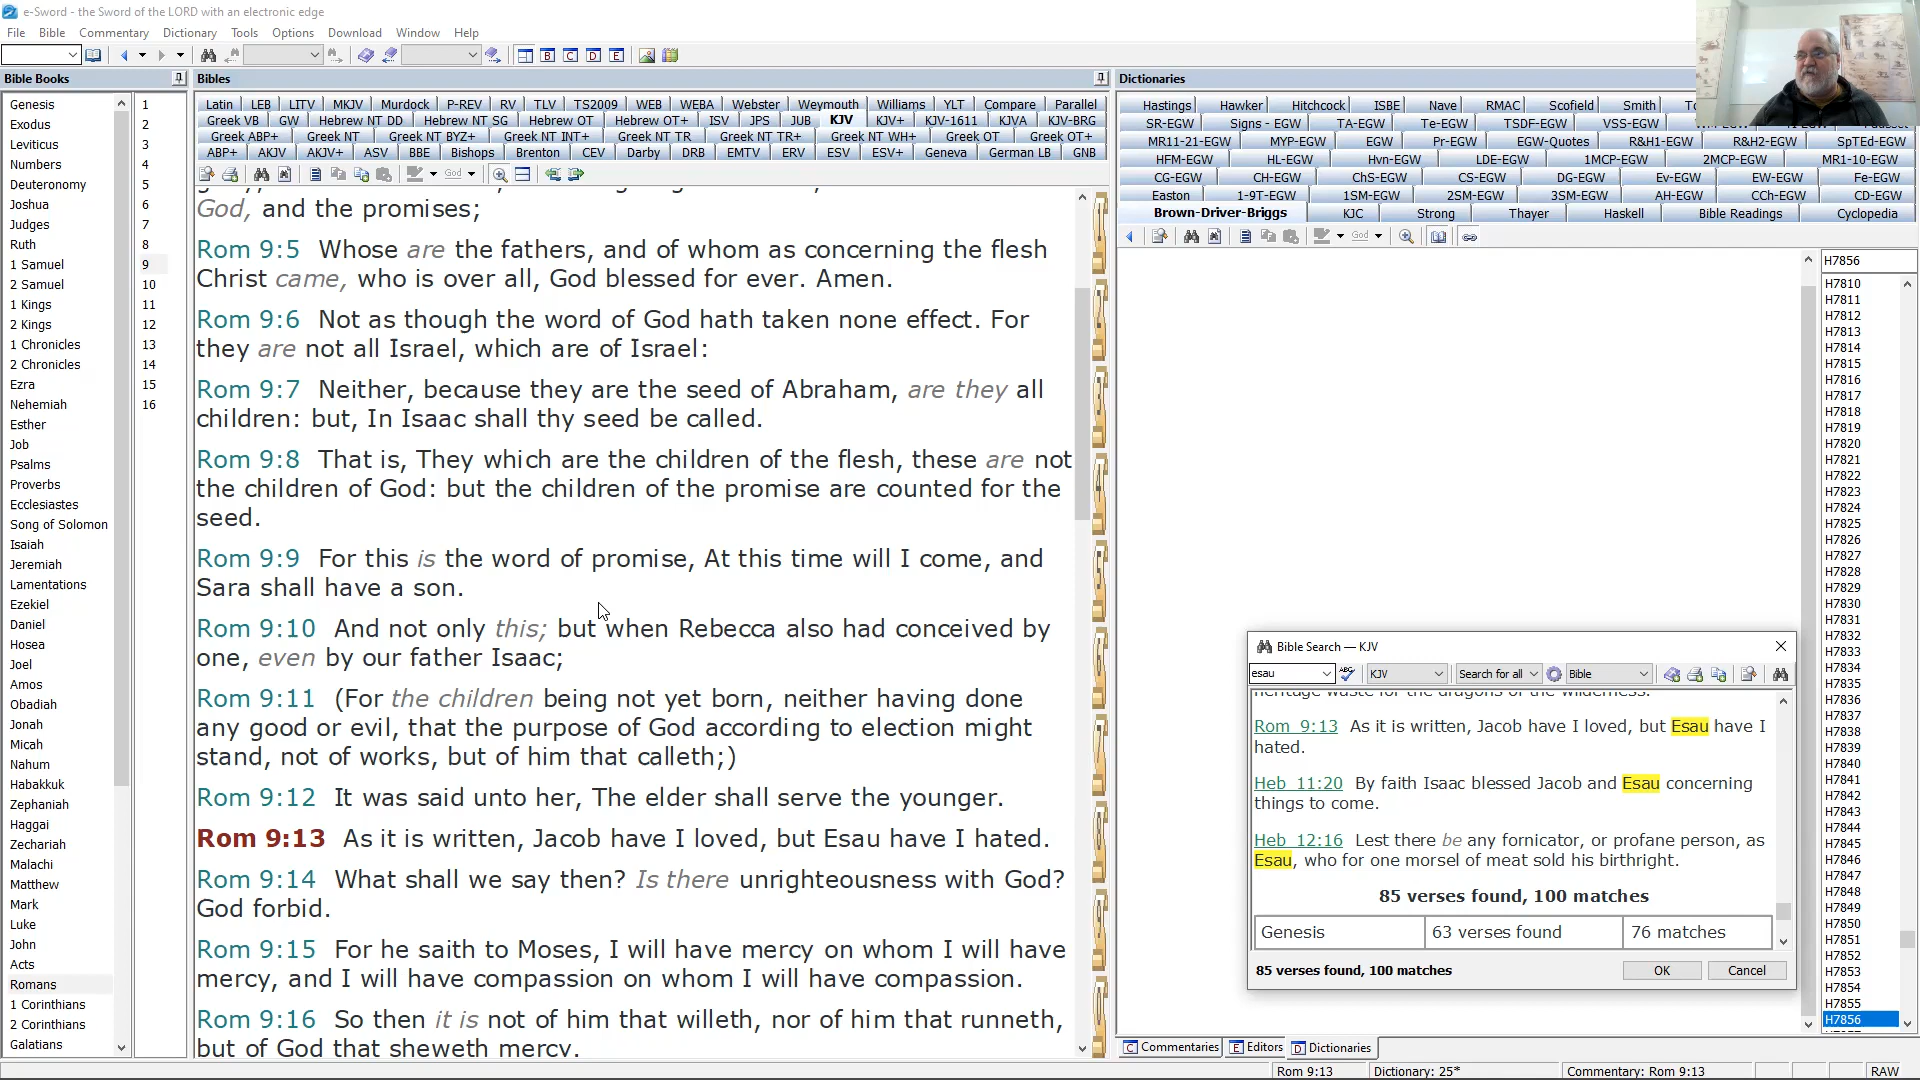 e-Sword - the Sword of the LORD with an electronic edge
File Bible Commentary Dictionary Tools Options Download Window Help
B C D E
Bible Books
Genesis
Exodus
Leviticus
Numbers
Deuteronomy
Joshua
Judges
Ruth
1 Samuel
2 Samuel
1 Kings
2 Kings
1 Chronicles
2 Chronicles
Ezra
Nehemiah
Esther
Job
Psalms
Proverbs
Ecclesiastes
Song of Solomon
Isaiah
Jeremiah
Lamentations
Ezekiel
Daniel
Hosea
Joel
Amos
Obadiah
Jonah
Micah
Nahum
Habakkuk
Zephaniah
Haggai
Zechariah
Malachi
Matthew
Mark
Luke
John
Acts
Romans
1 Corinthians
2 Corinthians
Galatians
1
2
3
4
5
6
7
8
9
10
11
12
13
14
15
16
Bibles
Latin LEB LITV MKJV Murdock P-REV RV TLV TS2009 WEB WEBA Webster Weymouth Williams YLT Compare Parallel
Greek VB GW Hebrew NT DD Hebrew NT SG Hebrew OT Hebrew OT+ ISV JPS JUB KJV KJV+ KJV-1611 KJVA KJV-BRG
Greek ABP+ Greek NT Greek NT BYZ+ Greek NT INT+ Greek NT TR Greek NT TR+ Greek NT WH+ Greek OT Greek OT+
ABP+ AKJV AKJV+ ASV BBE Bishops Brenton CEV Darby DRB EMTV ERV ESV ESV+ Geneva German LB GNB
God
God, and the promises;
Rom 9:5 Whose are the fathers, and of whom as concerning the flesh
Christ came, who is over all, God blessed for ever. Amen.
Rom 9:6 Not as though the word of God hath taken none effect. For
they are not all Israel, which are of Israel:
Rom 9:7 Neither, because they are the seed of Abraham, are they all
children: but, In Isaac shall thy seed be called.
Rom 9:8 That is, They which are the children of the flesh, these are not
the children of God: but the children of the promise are counted for the
seed.
Rom 9:9 For this is the word of promise, At this time will I come, and
Sara shall have a son.
Rom 9:10 And not only this; but when Rebecca also had conceived by
one, even by our father Isaac;
Rom 9:11 (For the children being not yet born, neither having done
any good or evil, that the purpose of God according to election might
stand, not of works, but of him that calleth;)
Rom 9:12 It was said unto her, The elder shall serve the younger.
Rom 9:13 As it is written, Jacob have I loved, but Esau have I hated.
Rom 9:14 What shall we say then? Is there unrighteousness with God?
God forbid.
Rom 9:15 For he saith to Moses, I will have mercy on whom I will have
mercy, and I will have compassion on whom I will have compassion.
Rom 9:16 So then it is not of him that willeth, nor of him that runneth,
but of God that sheweth mercy.
Dictionaries
Hastings Hawker Hitchcock ISBE Nave RMAC Scofield Smith
SR-EGW Signs - EGW TA-EGW Te-EGW TSDF-EGW VSS-EGW
MR11-21-EGW MYP-EGW EGW Pr-EGW EGW-Quotes R&H1-EGW R&H2-EGW SpTEd-EGW
HFM-EGW HL-EGW Hvn-EGW LDE-EGW 1MCP-EGW 2MCP-EGW MR1-10-EGW
CG-EGW CH-EGW ChS-EGW CS-EGW DG-EGW Ev-EGW EW-EGW Fe-EGW
Easton 1-9T-EGW 1SM-EGW 2SM-EGW 3SM-EGW AH-EGW CCh-EGW CD-EGW
Brown-Driver-Briggs KJC Strong Thayer Haskell Bible Readings Cyclopedia
God
H7856
H7810
H7811
H7812
H7813
H7814
H7815
H7816
H7817
H7818
H7819
H7820
H7821
H7822
H7823
H7824
H7825
H7826
H7827
H7828
H7829
H7830
H7831
H7832
H7833
H7834
H7835
H7836
H7837
H7838
H7839
H7840
H7841
H7842
H7843
H7844
H7845
H7846
H7847
H7848
H7849
H7850
H7851
H7852
H7853
H7854
H7855
H7856
Bible Search — KJV
esau ABC KJV Search for all Bible
heritage waste for the dragons of the wilderness.
Rom 9:13 As it is written, Jacob have I loved, but Esau have I
hated.
Heb 11:20 By faith Isaac blessed Jacob and Esau concerning
things to come.
Heb 12:16 Lest there be any fornicator, or profane person, as
Esau, who for one morsel of meat sold his birthright.
85 verses found, 100 matches
Genesis 63 verses found 76 matches
85 verses found, 100 matches OK Cancel
C Commentaries E Editors D Dictionaries
Rom 9:13 Dictionary: 25* Commentary: Rom 9:13 RAW